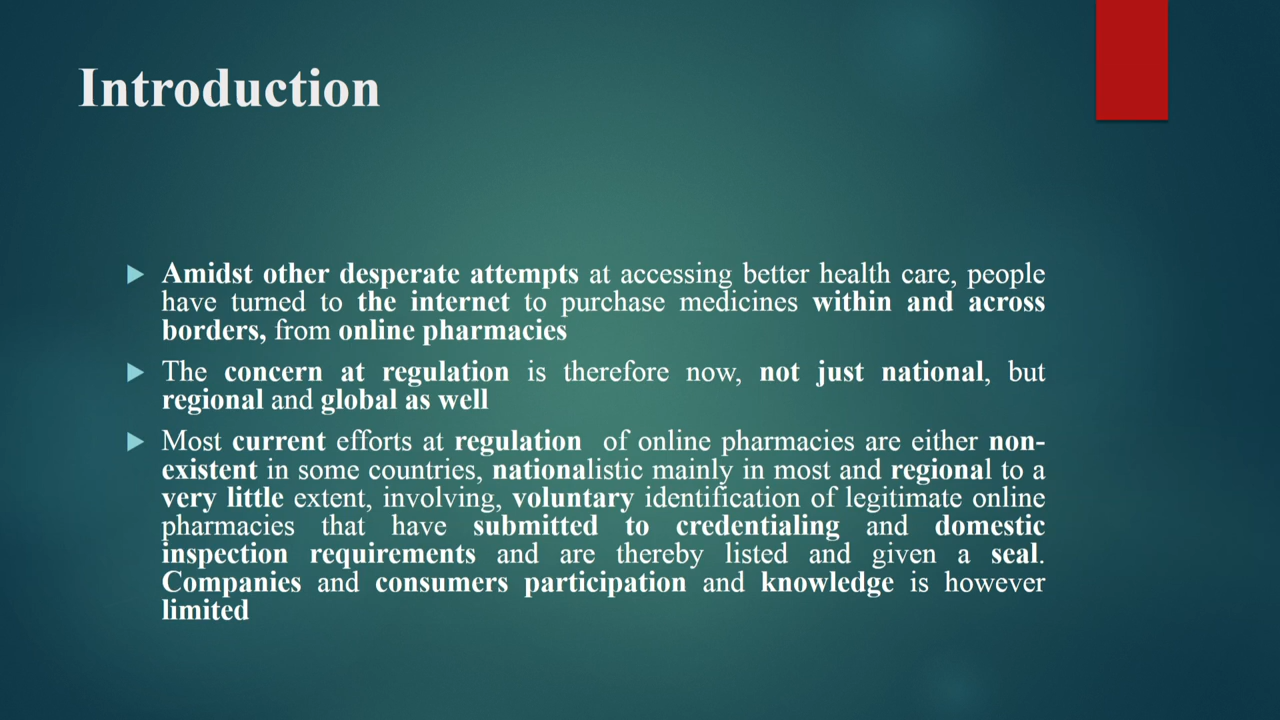 Introduction
Amidst other desperate attempts at accessing better health care, people
have turned to the internet to purchase medicines within and across
borders, from online pharmacies
The concern at regulation is therefore now, not just national, but
regional and global as well
Most current efforts at regulation of online pharmacies are either non-
existent in some countries, nationalistic mainly in most and regional to a
very little extent, involving, voluntary identification of legitimate online
pharmacies that have submitted to credentialing and domestic
inspection requirements and are thereby listed and given a seal.
Companies and consumers participation and knowledge is however
limited